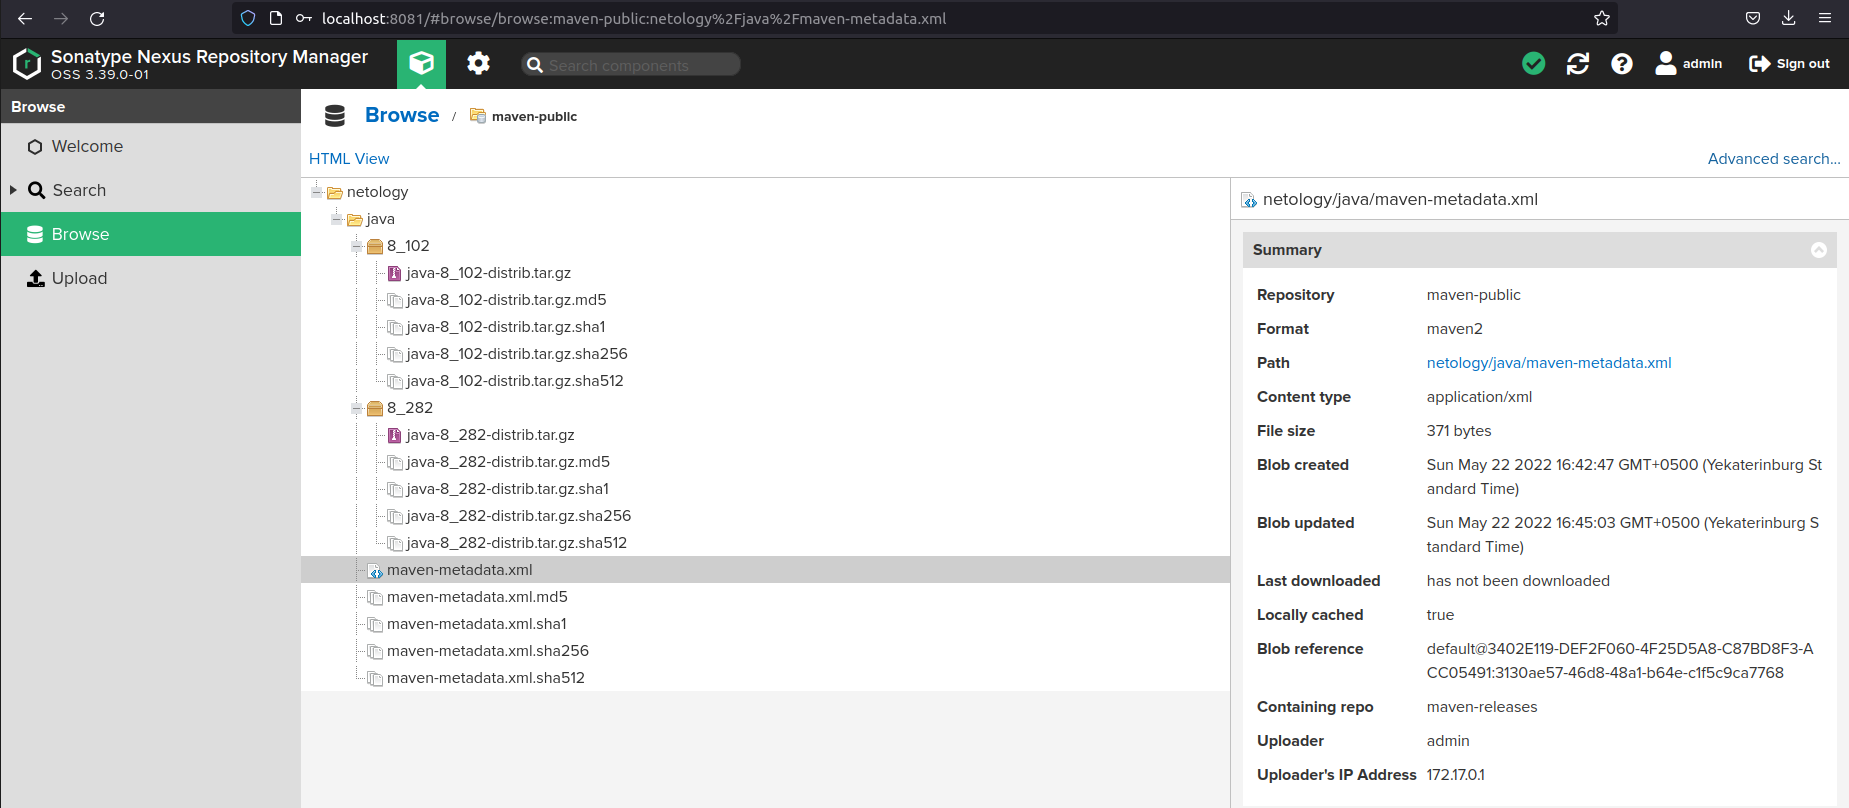 localhost:8081/#browse/browse:maven-public:netology%2Fjava%2Fmaven-metadata.xml
Sonatype Nexus Repository Manager
OSS 3.39.0-01
Search components
admin
Sign out
Browse
Welcome
Search
Browse
Upload
Browse / maven-public
HTML View
Advanced search...
netology
java
8_102
java-8_102-distrib.tar.gz
java-8_102-distrib.tar.gz.md5
java-8_102-distrib.tar.gz.sha1
java-8_102-distrib.tar.gz.sha256
java-8_102-distrib.tar.gz.sha512
8_282
java-8_282-distrib.tar.gz
java-8_282-distrib.tar.gz.md5
java-8_282-distrib.tar.gz.sha1
java-8_282-distrib.tar.gz.sha256
java-8_282-distrib.tar.gz.sha512
maven-metadata.xml
maven-metadata.xml.md5
maven-metadata.xml.sha1
maven-metadata.xml.sha256
maven-metadata.xml.sha512
netology/java/maven-metadata.xml
Summary
Repository maven-public
Format maven2
Path netology/java/maven-metadata.xml
Content type application/xml
File size 371 bytes
Blob created Sun May 22 2022 16:42:47 GMT+0500 (Yekaterinburg St
andard Time)
Blob updated Sun May 22 2022 16:45:03 GMT+0500 (Yekaterinburg S
tandard Time)
Last downloaded has not been downloaded
Locally cached true
Blob reference default@3402E119-DEF2F060-4F25D5A8-C87BD8F3-A
CC05491:3130ae57-46d8-48a1-b64e-c1f5c9ca7768
Containing repo maven-releases
Uploader admin
Uploader's IP Address 172.17.0.1